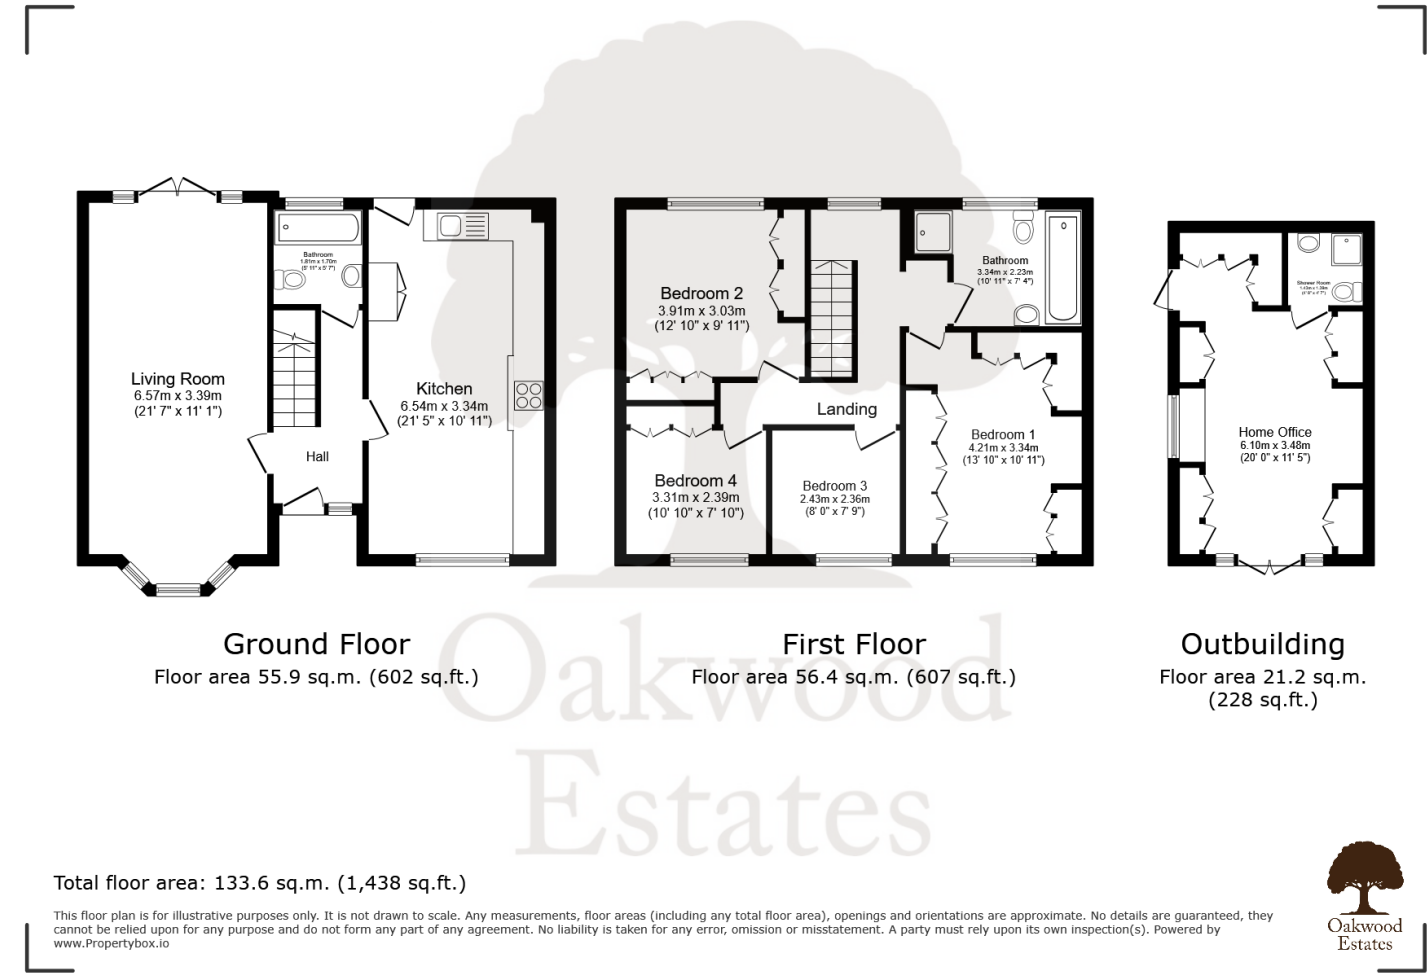 Bathroom
1.81m x 1.70m
(5' 11" x 5' 7")
Living Room
6.57m x 3.39m
(21' 7" x 11' 1")
Kitchen
6.54m x 3.34m
(21' 5" x 10' 11")
Hall
Bedroom 2
3.91m x 3.03m
(12' 10" x 9' 11")
Bathroom
3.34m x 2.23m
(10' 11" x 7' 4")
Landing
Bedroom 1
4.21m x 3.34m
(13' 10" x 10' 11")
Bedroom 4
3.31m x 2.39m
(10' 10" x 7' 10")
Bedroom 3
2.43m x 2.36m
(8' 0" x 7' 9")
Shower Room
Home Office
6.10m x 3.48m
(20' 0" x 11' 5")
Ground Floor
Floor area 55.9 sq.m. (602 sq.ft.)
First Floor
Floor area 56.4 sq.m. (607 sq.ft.)
Outbuilding
Floor area 21.2 sq.m.
(228 sq.ft.)
Oakwood
Estates
Total floor area: 133.6 sq.m. (1,438 sq.ft.)
This floor plan is for illustrative purposes only. It is not drawn to scale. Any measurements, floor areas (including any total floor area), openings and orientations are approximate. No details are guaranteed, they
cannot be relied upon for any purpose and do not form any part of any agreement. No liability is taken for any error, omission or misstatement. A party must rely upon its own inspection(s). Powered by
www.Propertybox.io
Oakwood
Estates